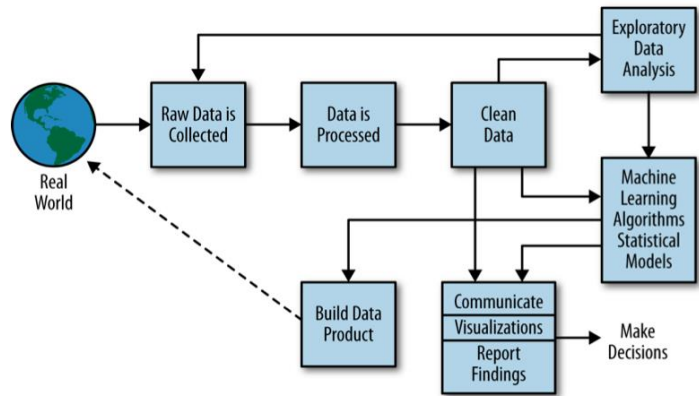 Exploratory
Data
Analysis
Raw Data is
Collected
Data is
Processed
Clean
Data
Real
World
Machine
Learning
Algorithms
Statistical
Models
Build Data
Product
Communicate
Visualizations
Report
Findings
Make
Decisions